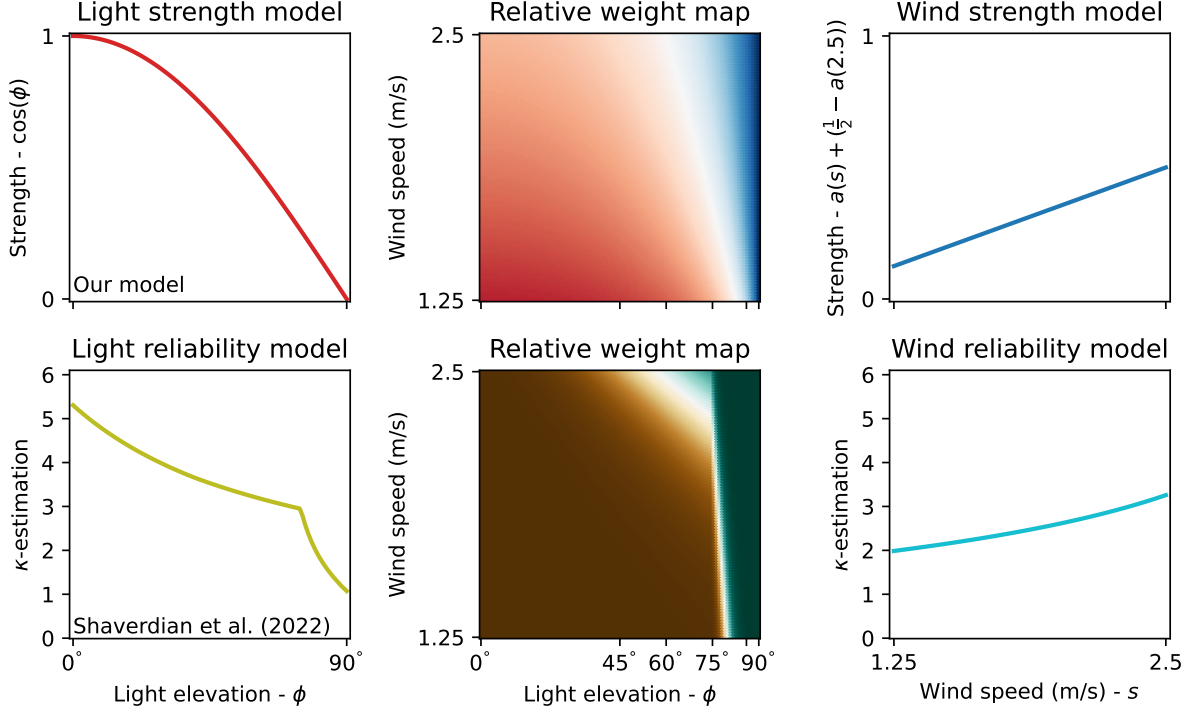 Light strength model
Relative weight map
Wind strength model
1
0
Strength - cos(ϕ)
Our model
2.5
1.25
Wind speed (m/s)
1
0
Strength - a(s) + (1/2 − a(2.5))
Light reliability model
Relative weight map
Wind reliability model
6
5
4
3
2
1
0
κ-estimation
Shaverdian et al. (2022)
0°
90°
Light elevation - ϕ
2.5
1.25
Wind speed (m/s)
0°
45°
60°
75°
90°
Light elevation - ϕ
6
5
4
3
2
1
0
κ-estimation
1.25
2.5
Wind speed (m/s) - s